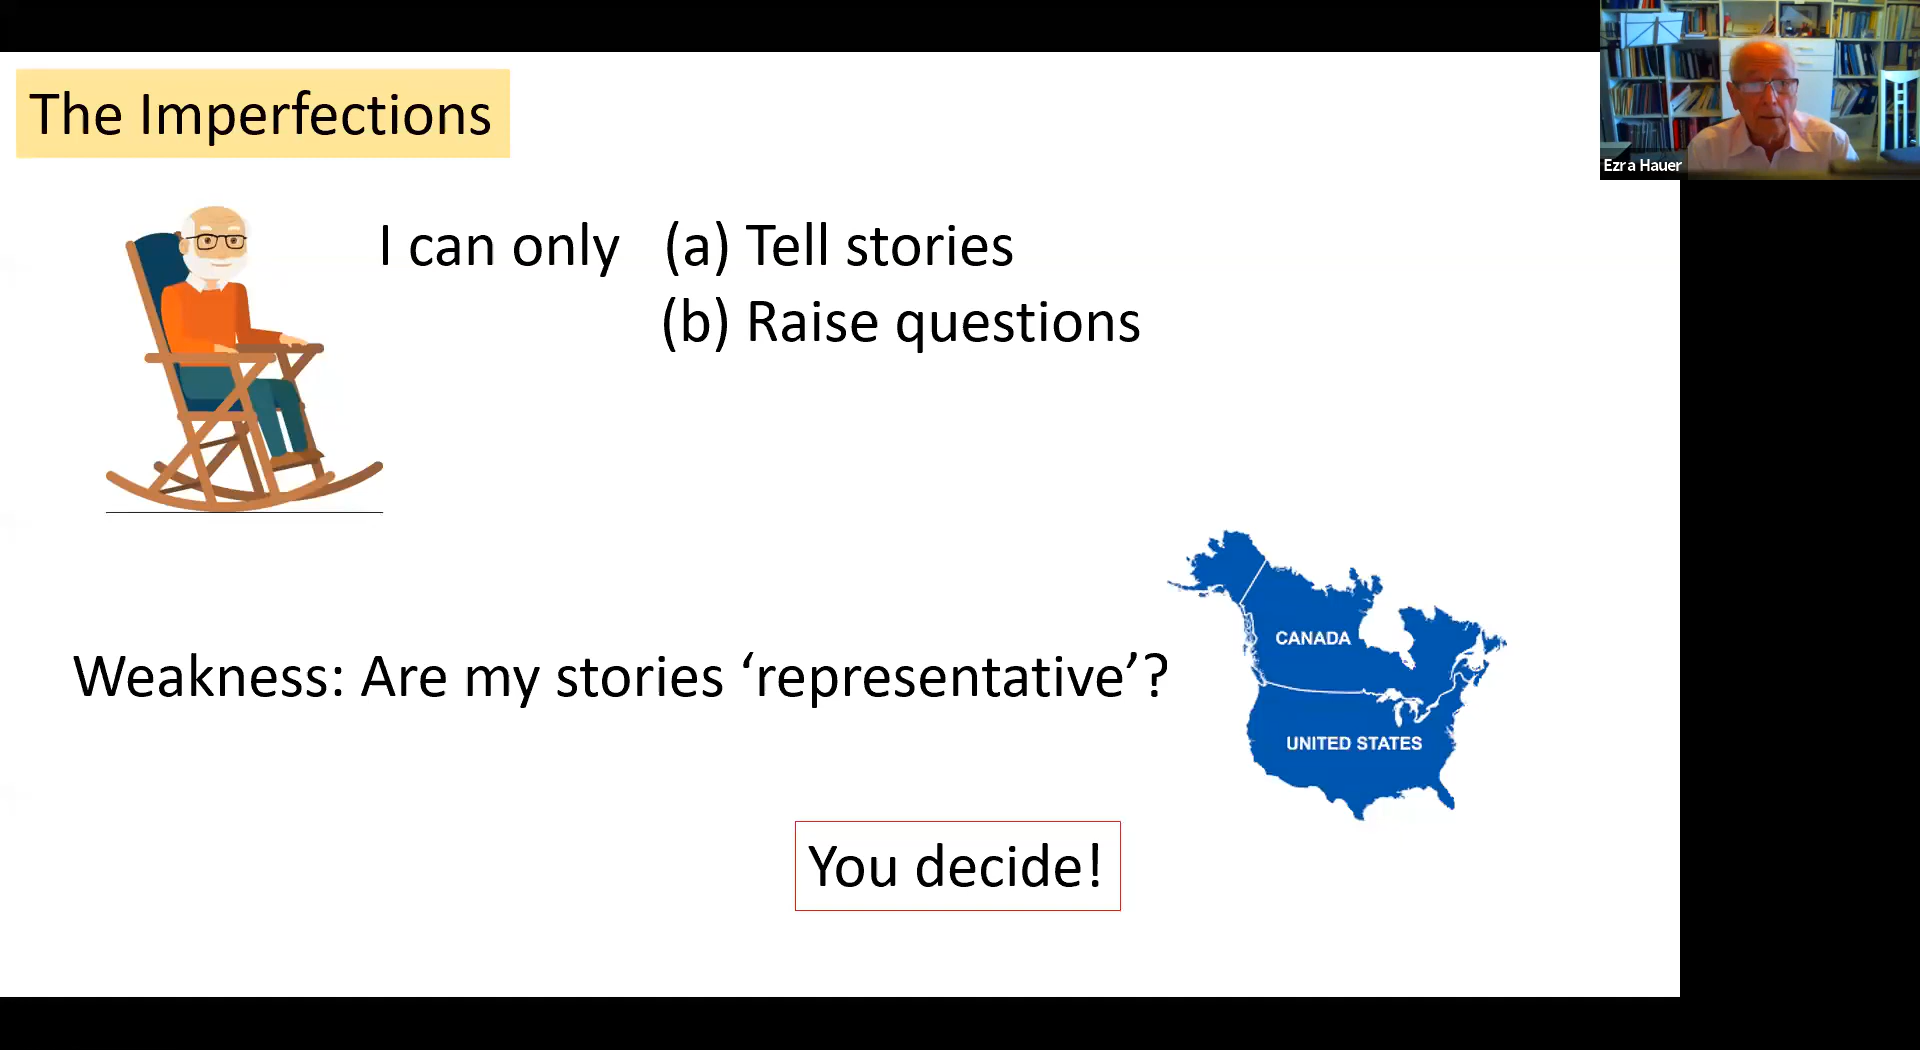 The Imperfections
Ezra Hauer
I can only (a) Tell stories
(b) Raise questions
CANADA
Weakness: Are my stories ‘representative’?
UNITED STATES
You decide!